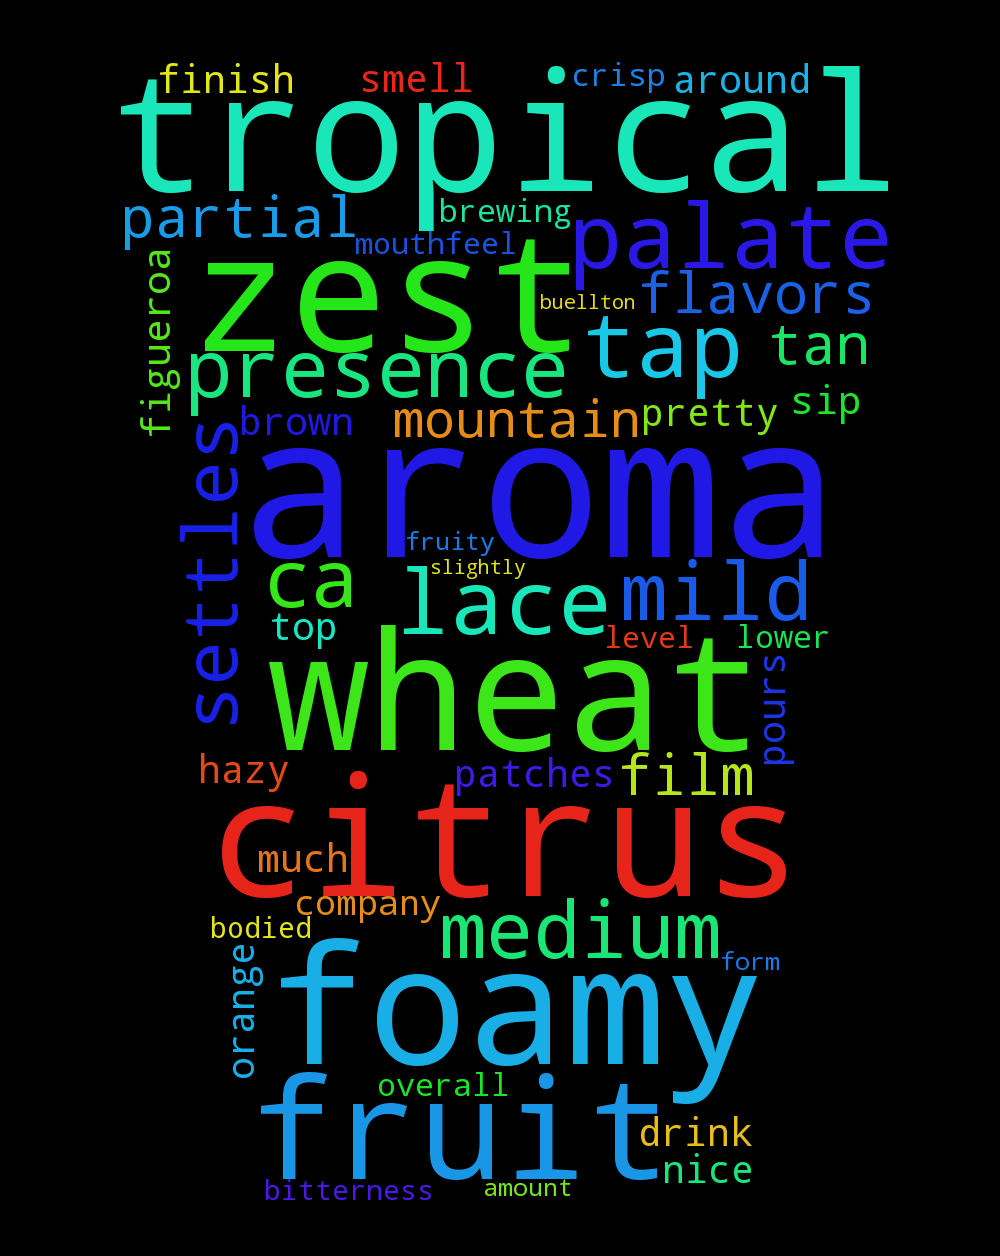 finish smell crisp around
tropical
partial brewing palate
mouthfeel
zest
buellton flavors
figueroa
tap tan
presence
sip
brown mountain pretty
settles
aroma
fruity
slightly
ca lace mild
top level lower
wheat
pours
hazy patches film
citrus
much
company
bodied medium
orange
form
foamy
overall
fruit
drink
nice
bitterness amount